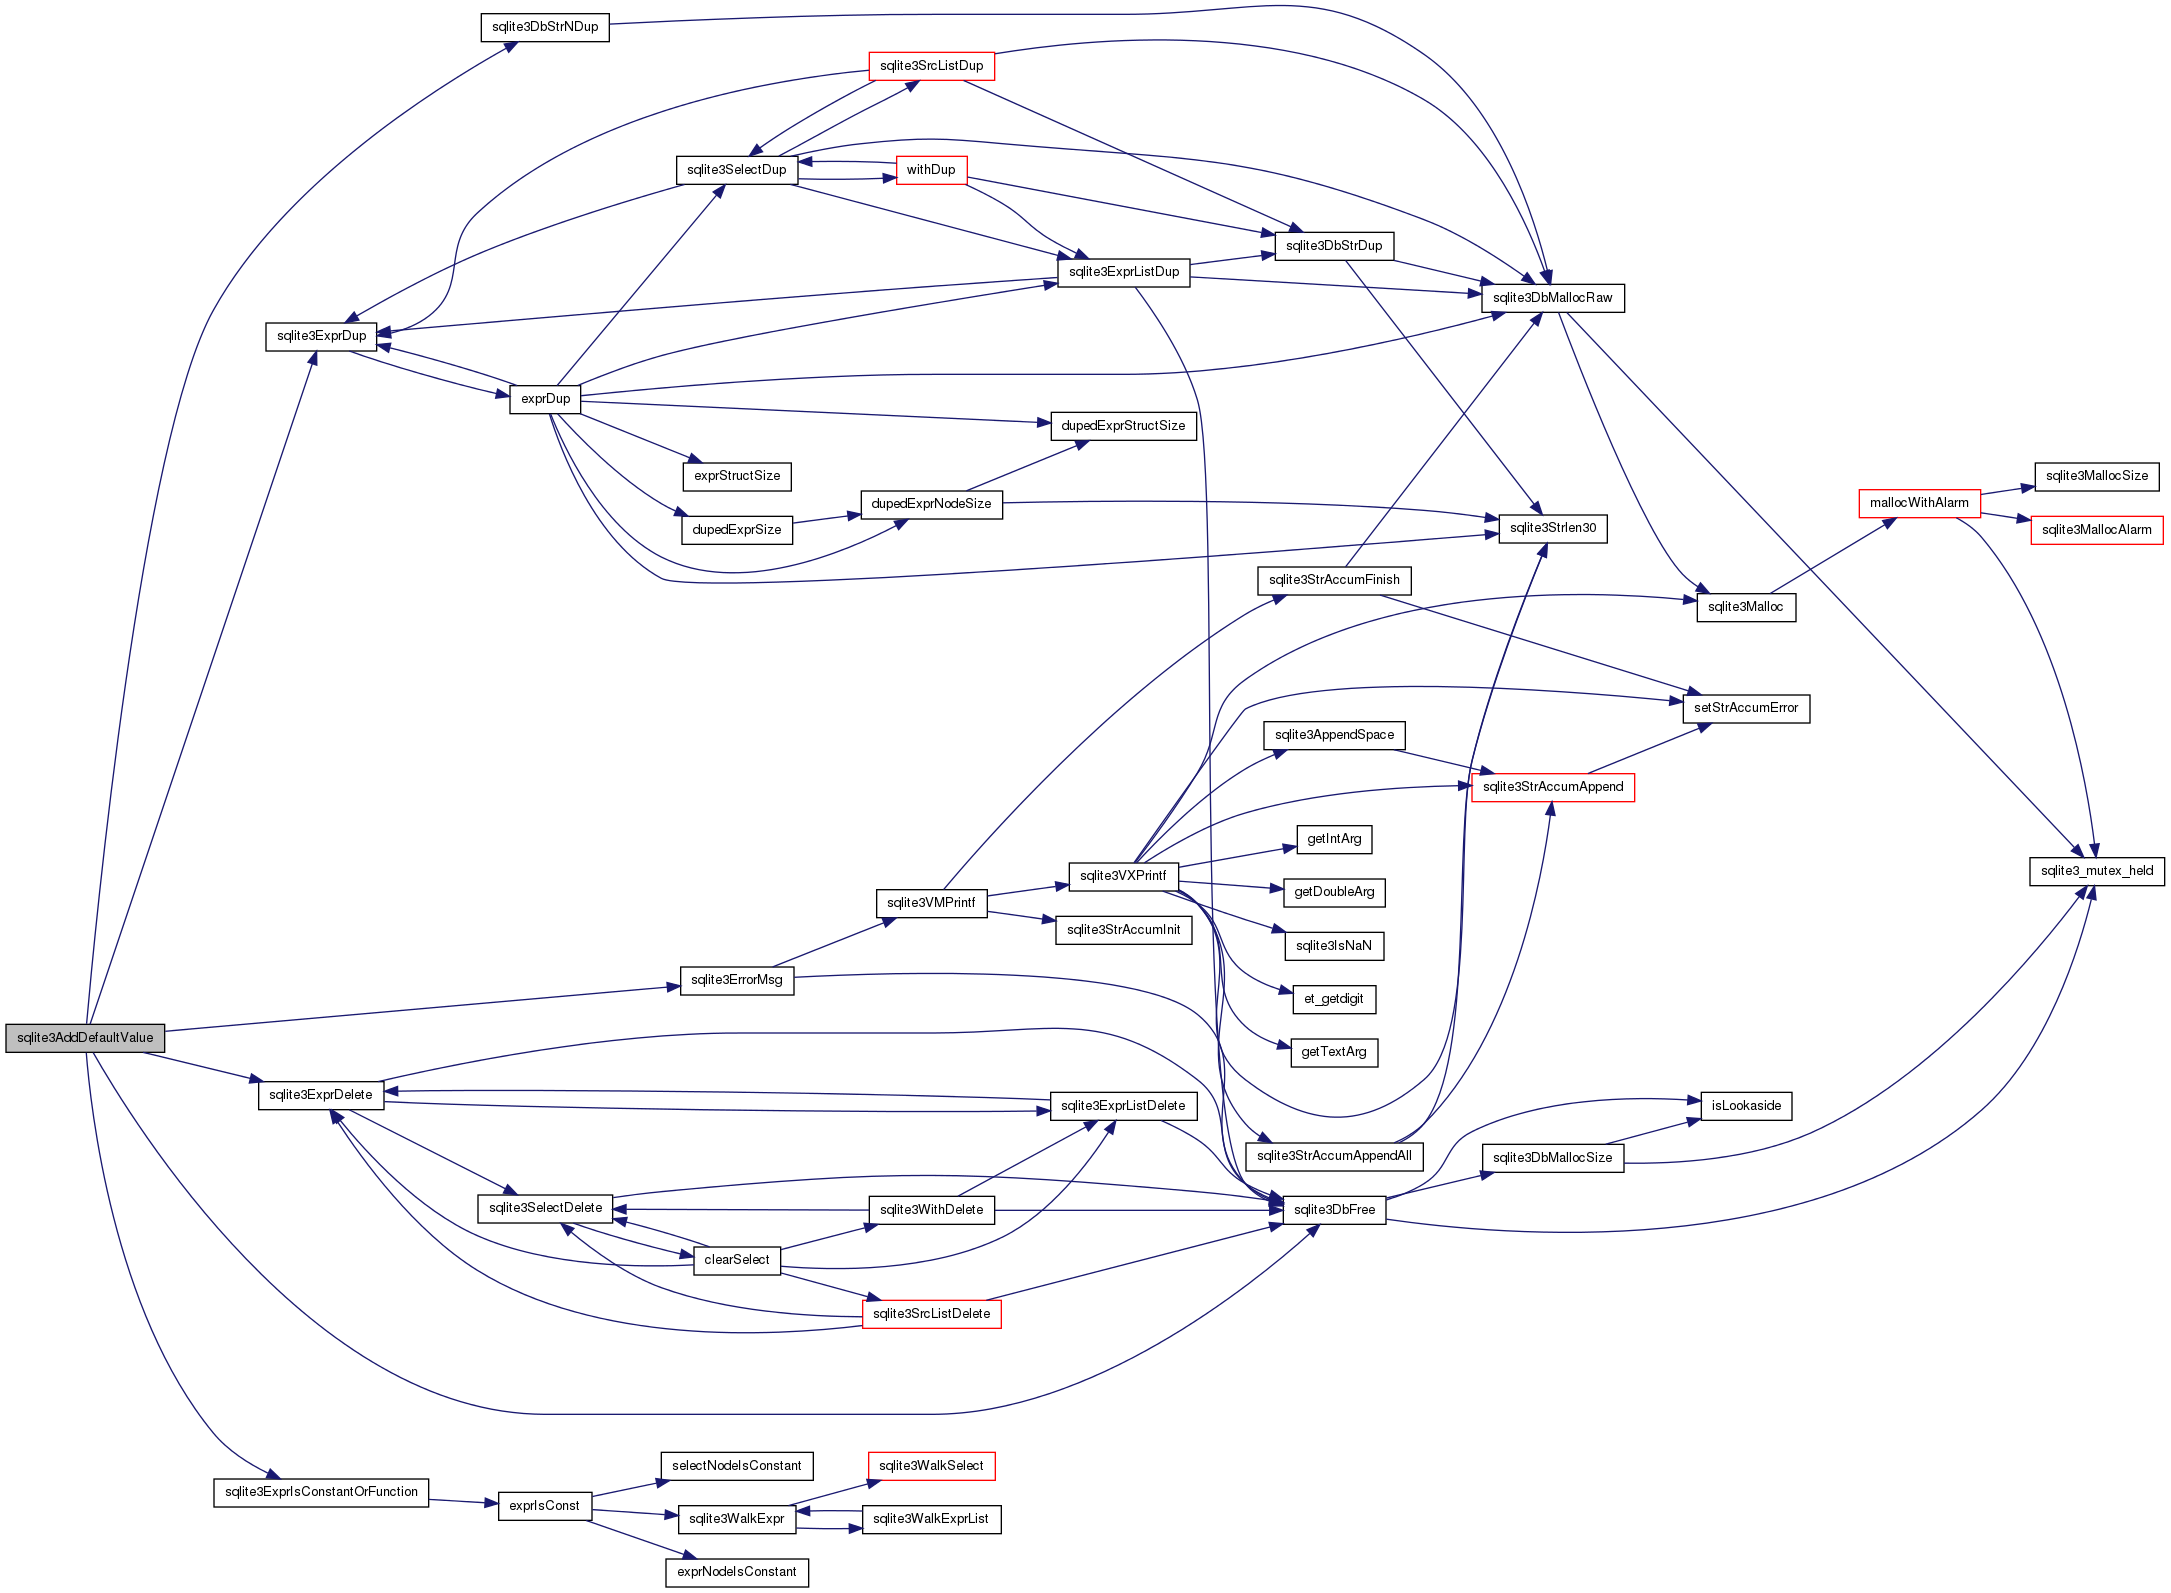 sqlite3DbStrNDup
sqlite3SrcListDup
sqlite3SelectDup
withDup
sqlite3DbStrDup
sqlite3ExprListDup
sqlite3DbMallocRaw
sqlite3ExprDup
exprDup
dupedExprStructSize
exprStructSize
sqlite3MallocSize
mallocWithAlarm
dupedExprNodeSize
dupedExprSize
sqlite3Strlen30
sqlite3MallocAlarm
sqlite3StrAccumFinish
sqlite3Malloc
setStrAccumError
sqlite3AppendSpace
sqlite3StrAccumAppend
getIntArg
sqlite3VXPrintf
sqlite3_mutex_held
getDoubleArg
sqlite3VMPrintf
sqlite3StrAccumInit
sqlite3IsNaN
sqlite3ErrorMsg
et_getdigit
sqlite3AddDefaultValue
getTextArg
sqlite3ExprDelete
sqlite3ExprListDelete
isLookaside
sqlite3StrAccumAppendAll
sqlite3DbMallocSize
sqlite3SelectDelete
sqlite3WithDelete
sqlite3DbFree
clearSelect
sqlite3SrcListDelete
selectNodeIsConstant
sqlite3WalkSelect
sqlite3ExprIsConstantOrFunction
exprIsConst
sqlite3WalkExpr
sqlite3WalkExprList
exprNodeIsConstant